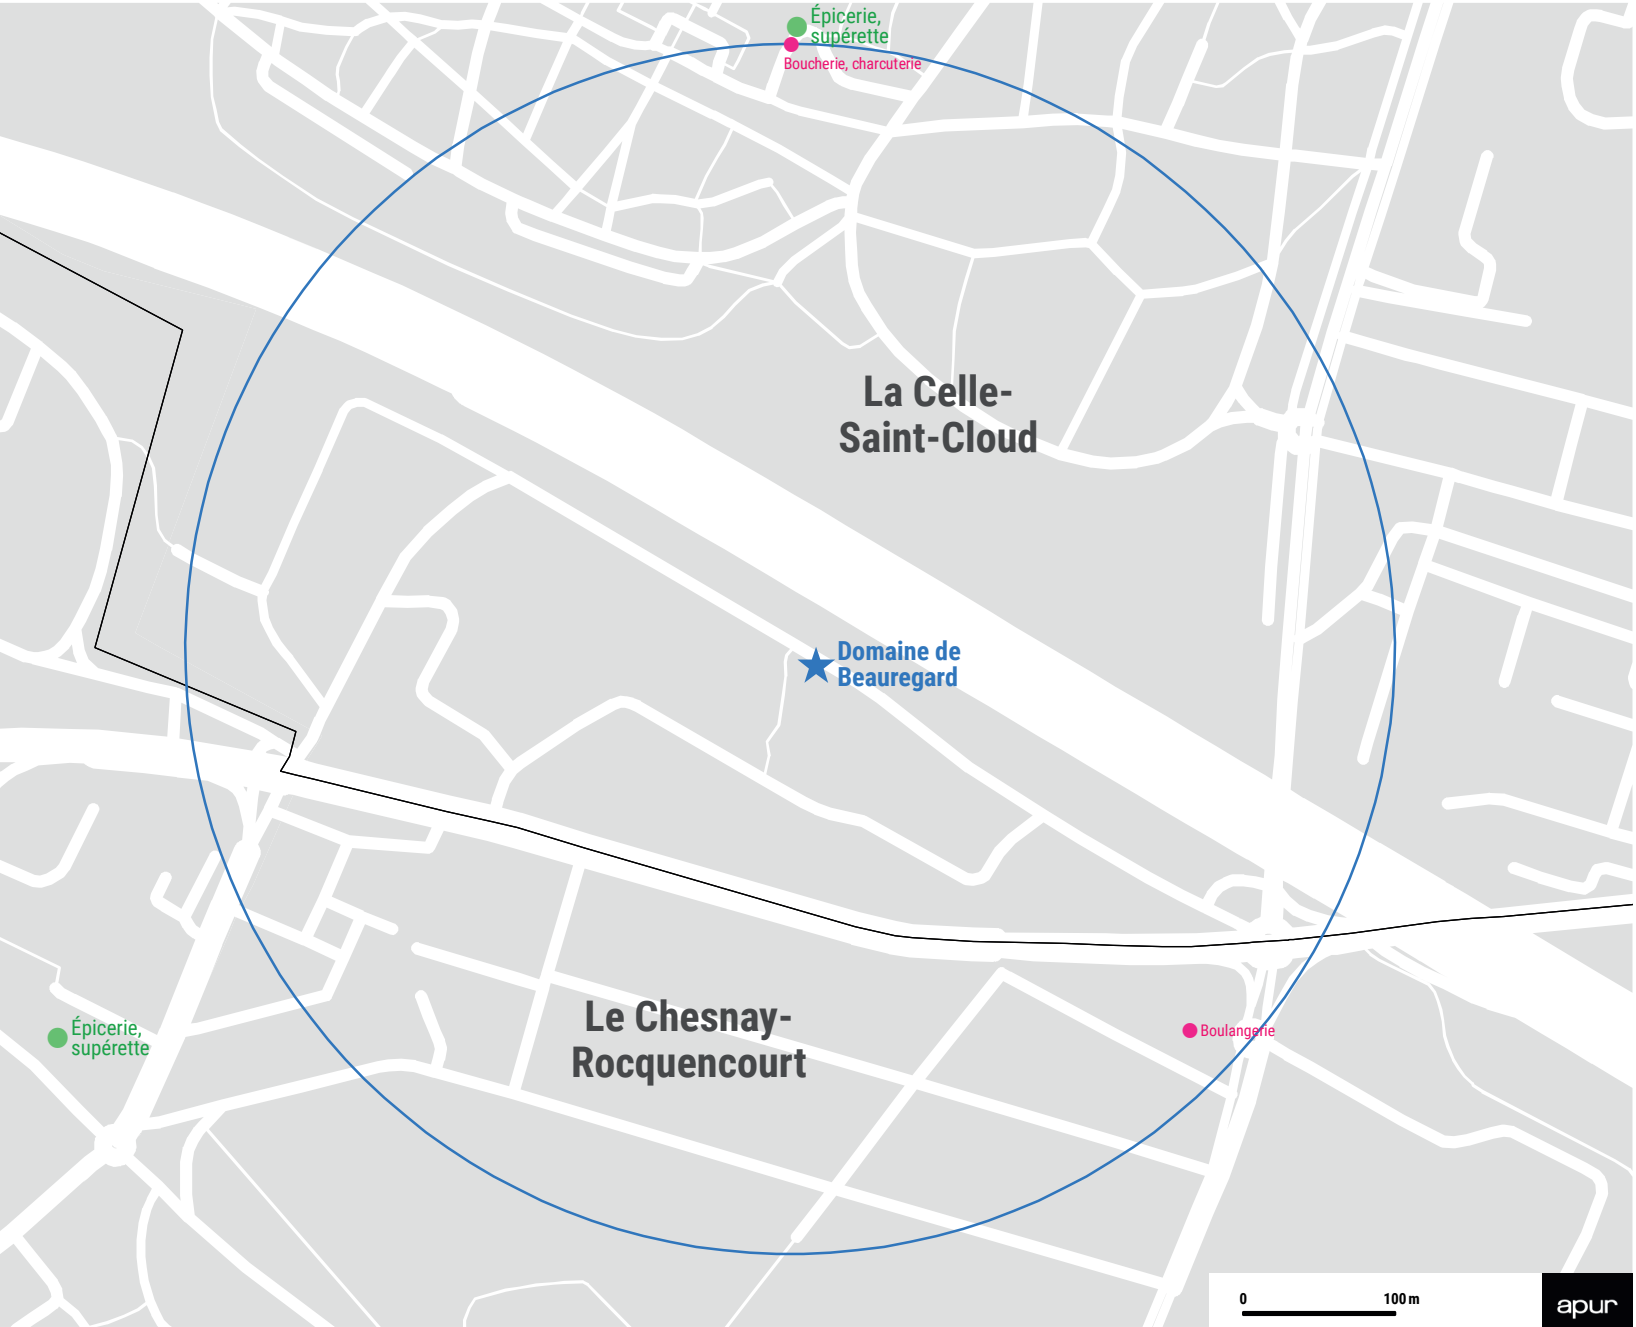 Épicerie,
supérette
Boucherie, charcuterie
La Celle-
Saint-Cloud
Domaine de
Beauregard
Le Chesnay-
Rocquencourt
Boulangerie
Épicerie,
supérette
0 100 m
apur